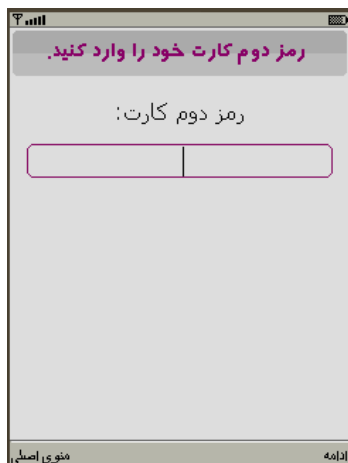 رمز دوم کارت خود را وارد کنید.
رمز دوم کارت:
ادامه
منوی اصلی